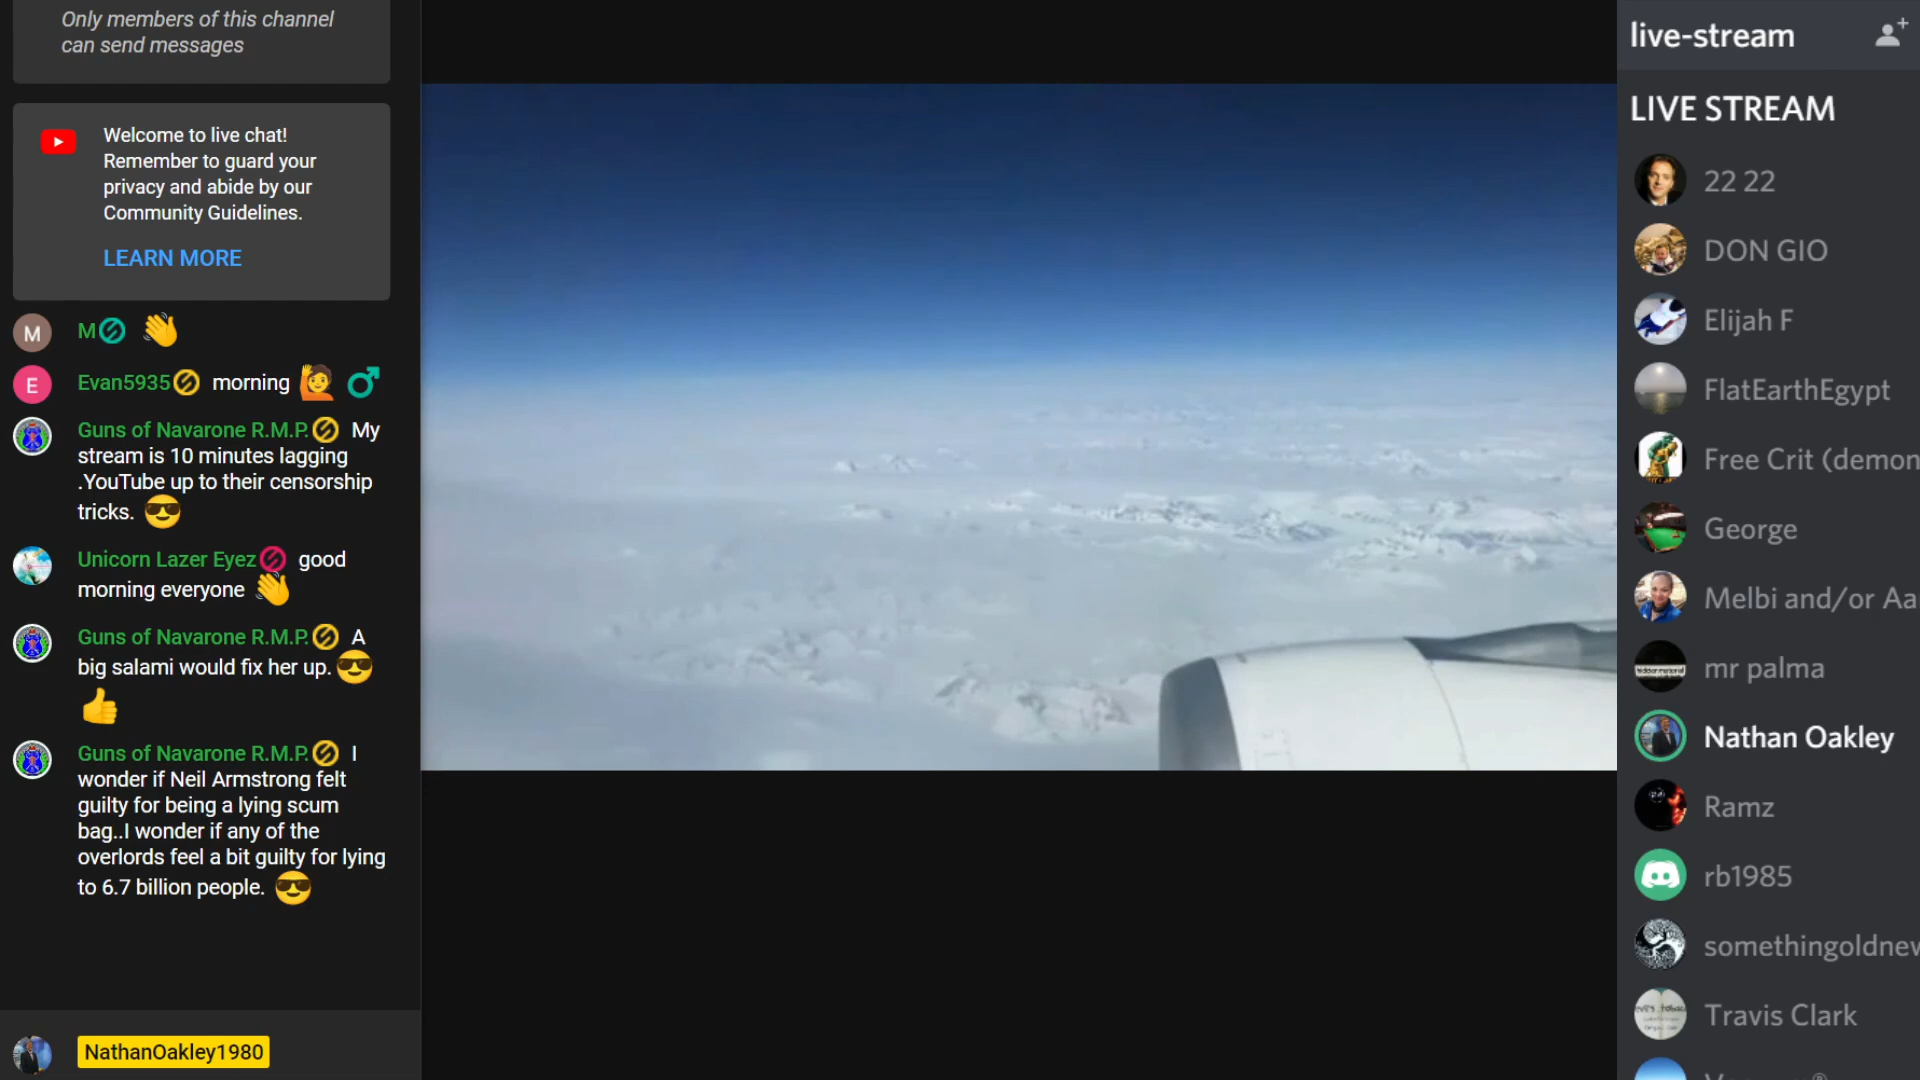 Only members of this channel
can send messages
Welcome to live chat!
Remember to guard your
privacy and abide by our
Community Guidelines.
LEARN MORE
M
M
E
Evan5935 morning
Guns of Navarone R.M.P. My
stream is 10 minutes lagging
.YouTube up to their censorship
tricks.
Unicorn Lazer Eyez good
morning everyone
Guns of Navarone R.M.P. A
big salami would fix her up.
Guns of Navarone R.M.P. I
wonder if Neil Armstrong felt
guilty for being a lying scum
bag..I wonder if any of the
overlords feel a bit guilty for lying
to 6.7 billion people.
NathanOakley1980
live-stream
LIVE STREAM
22 22
DON GIO
Elijah F
FlatEarthEgypt
Free Crit (demon
George
Melbi and/or Aa
mr palma
Nathan Oakley
Ramz
rb1985
somethingoldnew
Travis Clark